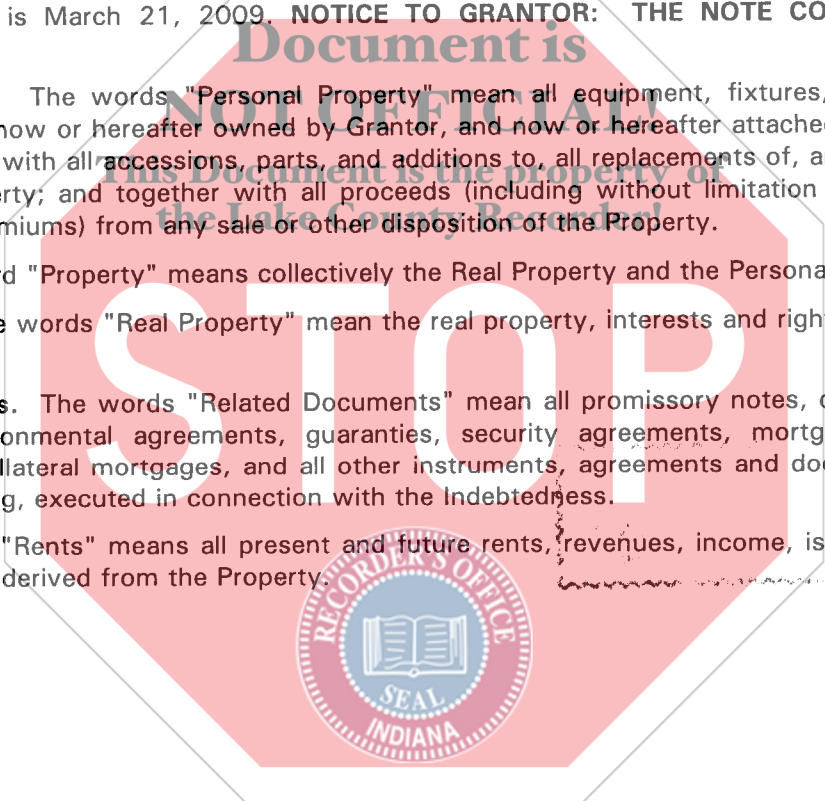 is March 21, 2009. NOTICE TO GRANTOR: THE NOTE CO
Document is
The words "Personal Property" mean all equipment, fixtures,
NOT OFFICIAL!
now or hereafter owned by Grantor, and now or hereafter attache
with all accessions, parts, and additions to, all replacements of, a
This Document is the property of
erty; and together with all proceeds (including without limitation
the Lake County Recorder!
miums) from any sale or other disposition of the Property.
rd "Property" means collectively the Real Property and the Persona
e words "Real Property" mean the real property, interests and righ
STOP
s. The words "Related Documents" mean all promissory notes, c
onmental agreements, guaranties, security agreements, mortg
llateral mortgages, and all other instruments, agreements and do
g, executed in connection with the Indebtedness.
"Rents" means all present and future rents, revenues, income, is
derived from the Property.
RECORDER'S OFFICE
SEAL
INDIANA